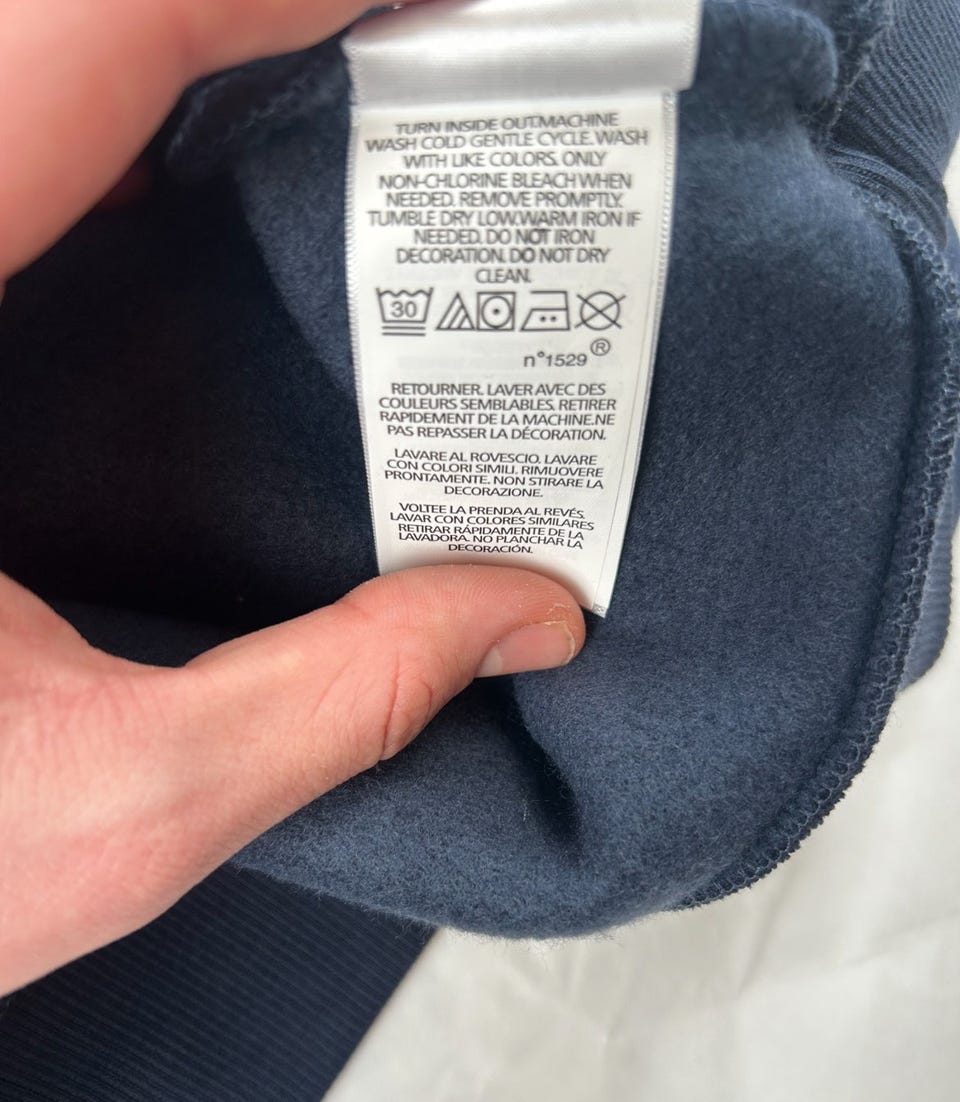 TURN INSIDE OUT.MACHINE
WASH COLD GENTLE CYCLE. WASH
WITH LIKE COLORS. ONLY
NON-CHLORINE BLEACH WHEN
NEEDED. REMOVE PROMPTLY.
TUMBLE DRY LOW.WARM IRON IF
NEEDED. DO NOT IRON
DECORATION. DO NOT DRY
CLEAN.
30
n°1529 ®
RETOURNER. LAVER AVEC DES
COULEURS SEMBLABLES. RETIRER
RAPIDEMENT DE LA MACHINE.NE
PAS REPASSER LA DÉCORATION.
LAVARE AL ROVESCIO. LAVARE
CON COLORI SIMILI. RIMUOVERE
PRONTAMENTE. NON STIRARE LA
DECORAZIONE.
VOLTEE LA PRENDA AL REVÉS.
LAVAR CON COLORES SIMILARES
RETIRAR RÁPIDAMENTE DE LA
LAVADORA. NO PLANCHAR LA
DECORACIÓN.